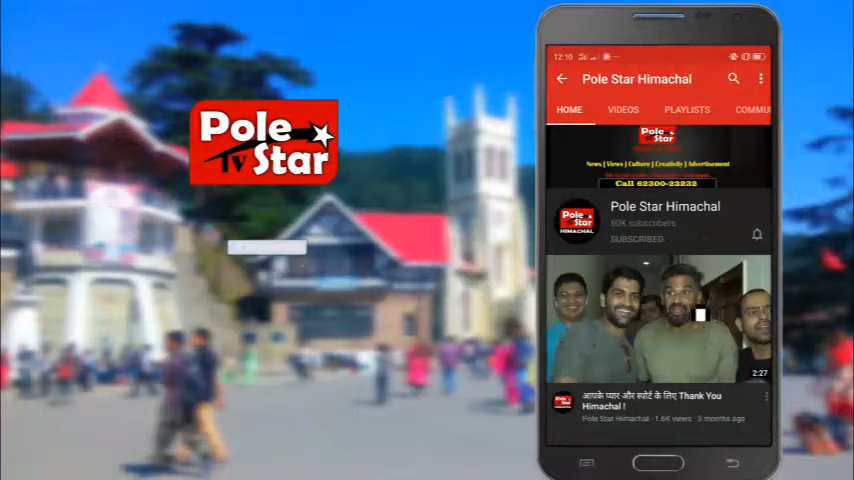 Pole
Tv Star
12:10
Pole Star Himachal
HOME VIDEOS PLAYLISTS COMMU
Pole
Star
News | Views | Culture | Creativity | Advertisement
Call 62300-23232
Pole
Star
HIMACHAL
Pole Star Himachal
60K subscribers
SUBSCRIBED
2:27
आपके प्यार और स्पोर्ट के लिए Thank You
Himachal !
Pole Star Himachal · 1.6K views · 3 months ago